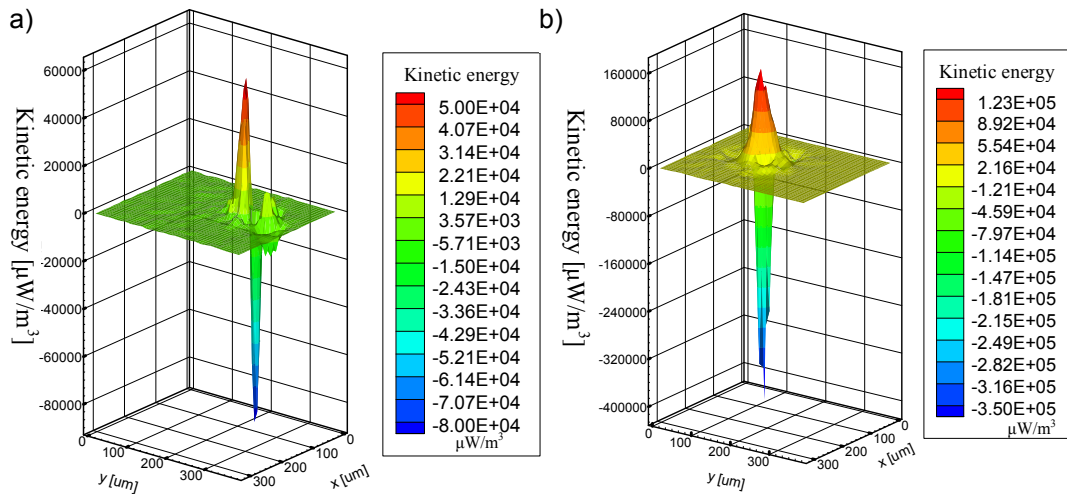 a)
Kinetic energy [μW/m³]
60000
40000
20000
0
-20000
-40000
-60000
-80000
0
100
200
300
y [um]
300
200
100
0
x [um]
Kinetic energy
5.00E+04
4.07E+04
3.14E+04
2.21E+04
1.29E+04
3.57E+03
-5.71E+03
-1.50E+04
-2.43E+04
-3.36E+04
-4.29E+04
-5.21E+04
-6.14E+04
-7.07E+04
-8.00E+04
μW/m³
b)
Kinetic energy [μW/m³]
160000
80000
0
-80000
-160000
-240000
-320000
-400000
0
100
200
300
y [um]
300
200
100
0
x [um]
Kinetic energy
1.23E+05
8.92E+04
5.54E+04
2.16E+04
-1.21E+04
-4.59E+04
-7.97E+04
-1.14E+05
-1.47E+05
-1.81E+05
-2.15E+05
-2.49E+05
-2.82E+05
-3.16E+05
-3.50E+05
μW/m³